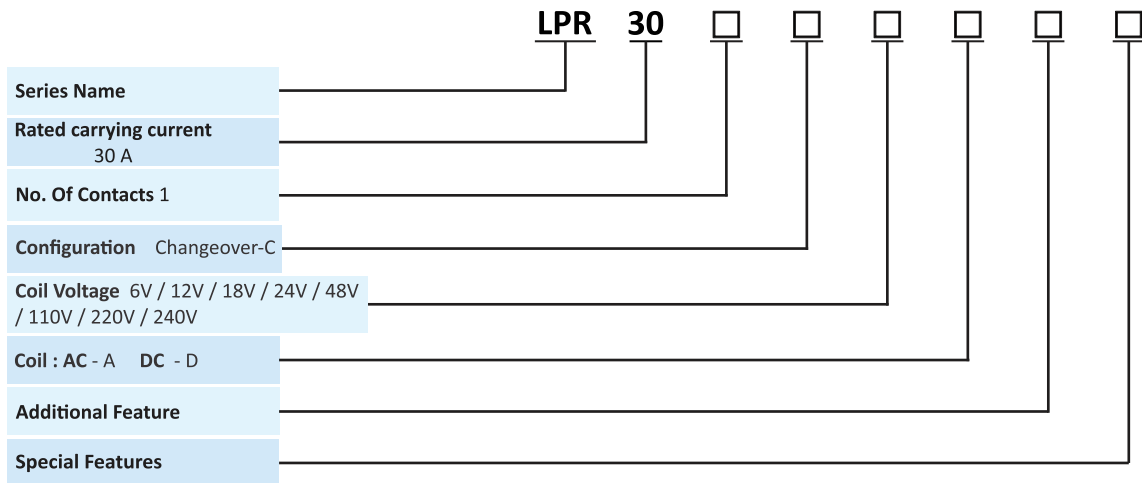 LPR 30 □ □ □ □ □ □
Series Name
Rated carrying current
30 A
No. Of Contacts 1
Configuration Changeover-C
Coil Voltage 6V / 12V / 18V / 24V / 48V
/ 110V / 220V / 240V
Coil : AC - A DC - D
Additional Feature
Special Features